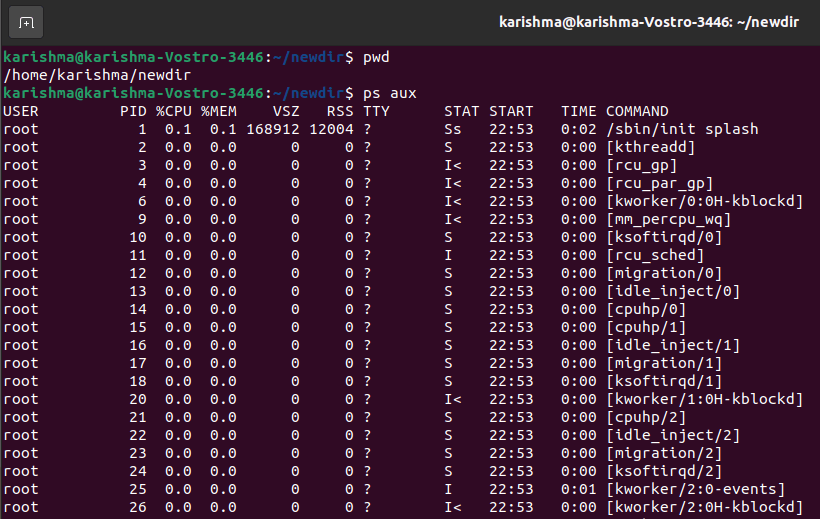 karishma@karishma-Vostro-3446: ~/newdir
karishma@karishma-Vostro-3446:~/newdir$ pwd
/home/karishma/newdir
karishma@karishma-Vostro-3446:~/newdir$ ps aux
USER         PID %CPU %MEM    VSZ   RSS TTY      STAT START   TIME COMMAND
root           1  0.1  0.1 168912 12004 ?        Ss   22:53   0:02 /sbin/init splash
root           2  0.0  0.0      0     0 ?        S    22:53   0:00 [kthreadd]
root           3  0.0  0.0      0     0 ?        I<   22:53   0:00 [rcu_gp]
root           4  0.0  0.0      0     0 ?        I<   22:53   0:00 [rcu_par_gp]
root           6  0.0  0.0      0     0 ?        I<   22:53   0:00 [kworker/0:0H-kblockd]
root           9  0.0  0.0      0     0 ?        I<   22:53   0:00 [mm_percpu_wq]
root          10  0.0  0.0      0     0 ?        S    22:53   0:00 [ksoftirqd/0]
root          11  0.0  0.0      0     0 ?        I    22:53   0:00 [rcu_sched]
root          12  0.0  0.0      0     0 ?        S    22:53   0:00 [migration/0]
root          13  0.0  0.0      0     0 ?        S    22:53   0:00 [idle_inject/0]
root          14  0.0  0.0      0     0 ?        S    22:53   0:00 [cpuhp/0]
root          15  0.0  0.0      0     0 ?        S    22:53   0:00 [cpuhp/1]
root          16  0.0  0.0      0     0 ?        S    22:53   0:00 [idle_inject/1]
root          17  0.0  0.0      0     0 ?        S    22:53   0:00 [migration/1]
root          18  0.0  0.0      0     0 ?        S    22:53   0:00 [ksoftirqd/1]
root          20  0.0  0.0      0     0 ?        I<   22:53   0:00 [kworker/1:0H-kblockd]
root          21  0.0  0.0      0     0 ?        S    22:53   0:00 [cpuhp/2]
root          22  0.0  0.0      0     0 ?        S    22:53   0:00 [idle_inject/2]
root          23  0.0  0.0      0     0 ?        S    22:53   0:00 [migration/2]
root          24  0.0  0.0      0     0 ?        S    22:53   0:00 [ksoftirqd/2]
root          25  0.0  0.0      0     0 ?        I    22:53   0:01 [kworker/2:0-events]
root          26  0.0  0.0      0     0 ?        I<   22:53   0:00 [kworker/2:0H-kblockd]